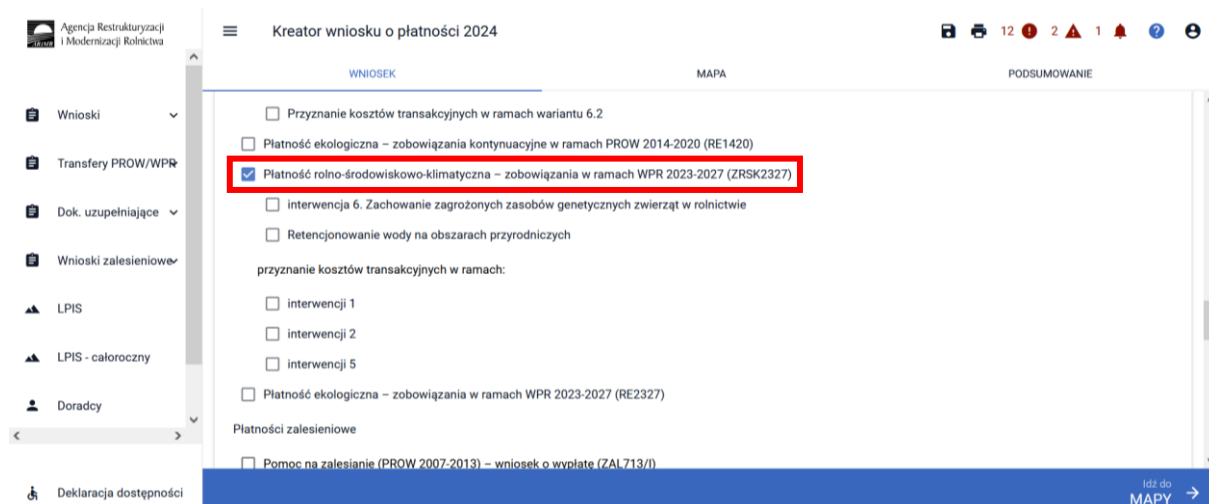 Agencja Restrukturyzacji
i Modernizacji Rolnictwa
Kreator wniosku o płatności 2024
12 2 1
WNIOSEK MAPA PODSUMOWANIE
Wnioski
Transfery PROW/WPR
Dok. uzupełniające
Wnioski zalesieniowe
LPIS
LPIS - całoroczny
Doradcy
Deklaracja dostępności
Przyznanie kosztów transakcyjnych w ramach wariantu 6.2
Płatność ekologiczna – zobowiązania kontynuacyjne w ramach PROW 2014-2020 (RE1420)
Płatność rolno-środowiskowo-klimatyczna – zobowiązania w ramach WPR 2023-2027 (ZRSK2327)
interwencja 6. Zachowanie zagrożonych zasobów genetycznych zwierząt w rolnictwie
Retencjonowanie wody na obszarach przyrodniczych
przyznanie kosztów transakcyjnych w ramach:
interwencji 1
interwencji 2
interwencji 5
Płatność ekologiczna – zobowiązania w ramach WPR 2023-2027 (RE2327)
Płatności zalesieniowe
Pomoc na zalesianie (PROW 2007-2013) – wniosek o wypłatę (ZAL713/I)
Idź do
MAPY